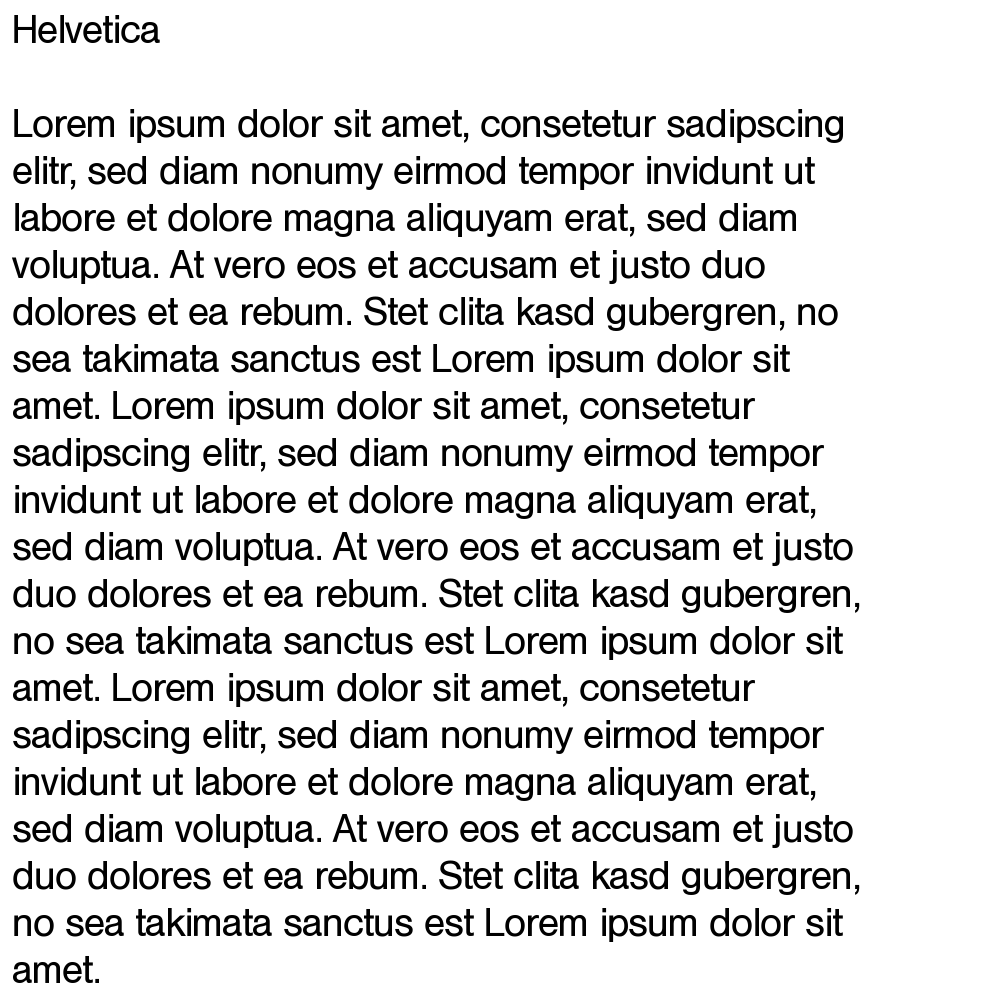 Helvetica
Lorem ipsum dolor sit amet, consetetur sadipscing
elitr, sed diam nonumy eirmod tempor invidunt ut
labore et dolore magna aliquyam erat, sed diam
voluptua. At vero eos et accusam et justo duo
dolores et ea rebum. Stet clita kasd gubergren, no
sea takimata sanctus est Lorem ipsum dolor sit
amet. Lorem ipsum dolor sit amet, consetetur
sadipscing elitr, sed diam nonumy eirmod tempor
invidunt ut labore et dolore magna aliquyam erat,
sed diam voluptua. At vero eos et accusam et justo
duo dolores et ea rebum. Stet clita kasd gubergren,
no sea takimata sanctus est Lorem ipsum dolor sit
amet. Lorem ipsum dolor sit amet, consetetur
sadipscing elitr, sed diam nonumy eirmod tempor
invidunt ut labore et dolore magna aliquyam erat,
sed diam voluptua. At vero eos et accusam et justo
duo dolores et ea rebum. Stet clita kasd gubergren,
no sea takimata sanctus est Lorem ipsum dolor sit
amet.